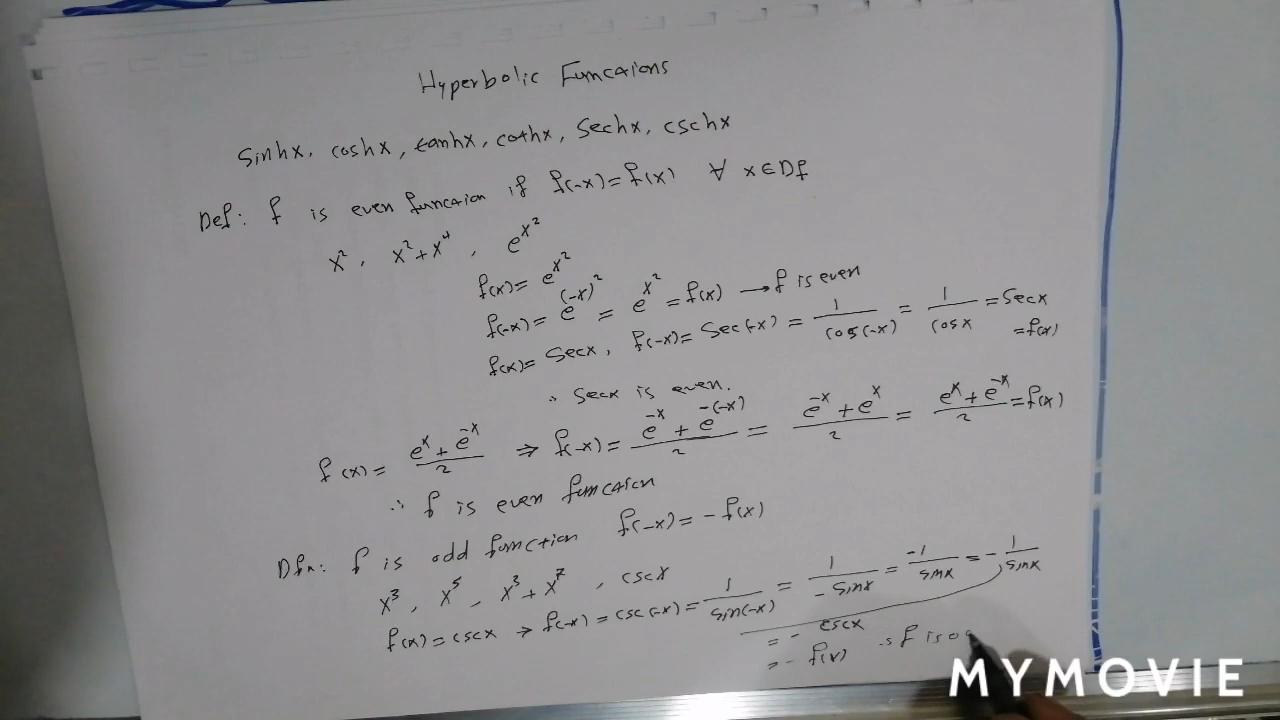 Hyperbolic Functions
Sinhx, coshx, tanhx, cothx, Sechx, cschx
Def: f is even function if f(-x)=f(x) ∀ x∈Df
x², x²+x⁴, e^x²
f(x)= e^x²
f(-x)= e^(-x)² = e^x² = f(x) → f is even
f(x)= Secx, f(-x)= Sec(-x) = 1/cos(-x) = 1/cosx = Secx
=f(x)
∴ Secx is even.
f(x)= (e^x + e^-x)/2 ⇒ f(-x)= (e^-x + e^-(-x))/2 = (e^-x + e^x)/2 = (e^x + e^-x)/2 = f(x)
∴ f is even function
Dfn: f is odd function f(-x)= -f(x)
x³, x⁵, x³+x⁷, cscx
f(x)=cscx → f(-x)=csc(-x)= 1/sin(-x) = 1/-sinx = -1/sinx = -1/sinx
= - cscx
= - f(x) ∴ f is o
MYMOVIE